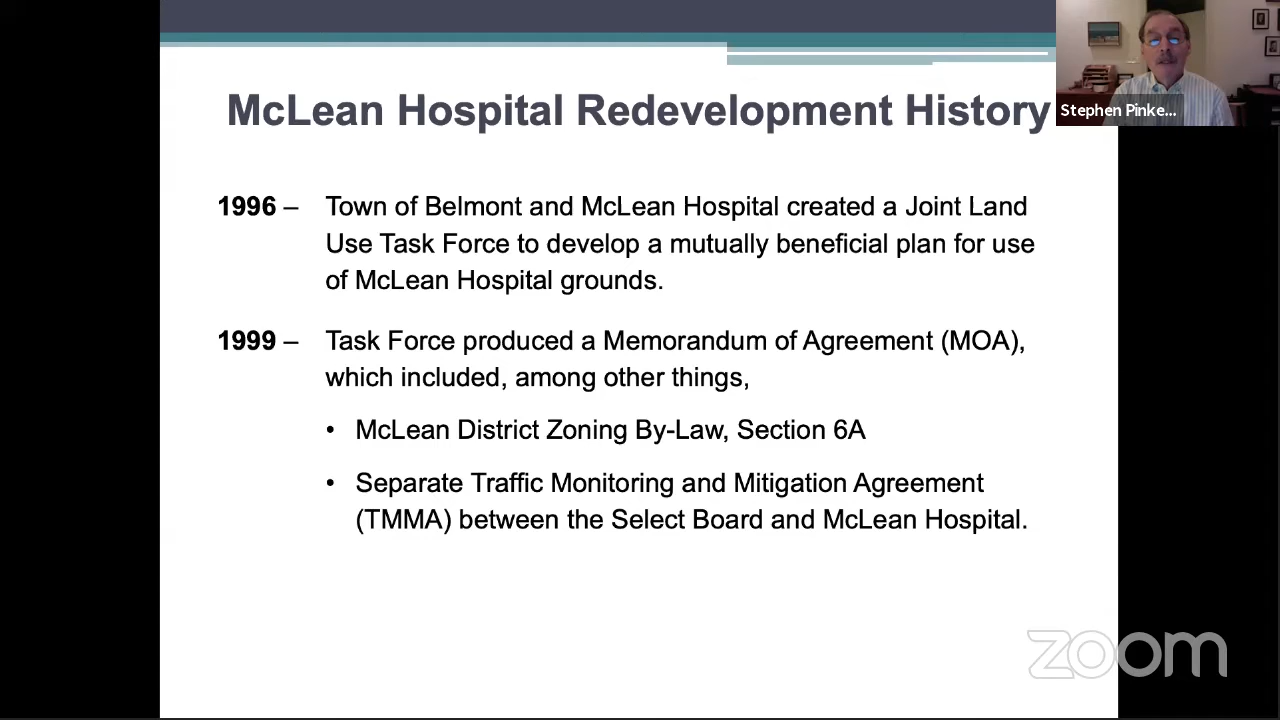 McLean Hospital Redevelopment History
Stephen Pinke...
1996 – Town of Belmont and McLean Hospital created a Joint Land
Use Task Force to develop a mutually beneficial plan for use
of McLean Hospital grounds.
1999 – Task Force produced a Memorandum of Agreement (MOA),
which included, among other things,
• McLean District Zoning By-Law, Section 6A
• Separate Traffic Monitoring and Mitigation Agreement
(TMMA) between the Select Board and McLean Hospital.
zoom